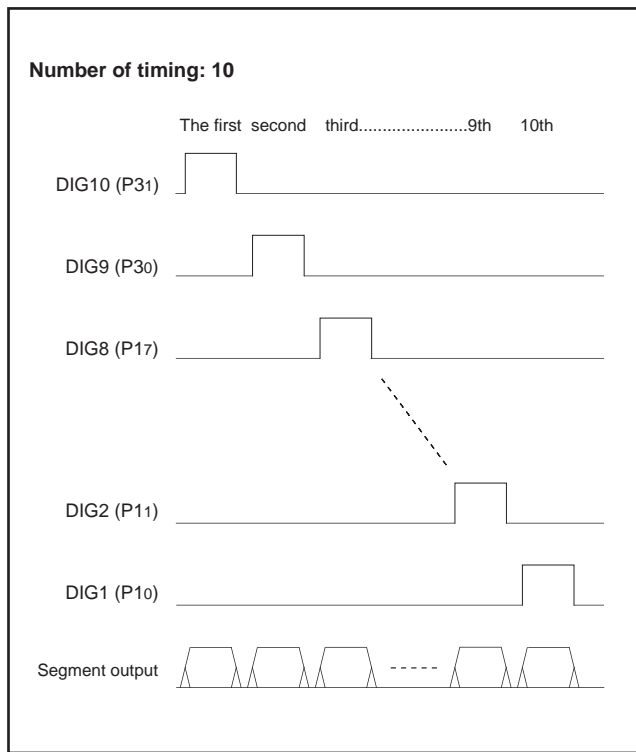 Number of timing: 10
The first second third.......................9th 10th
DIG10 (P31)
DIG9 (P30)
DIG8 (P17)
DIG2 (P11)
DIG1 (P10)
Segment output